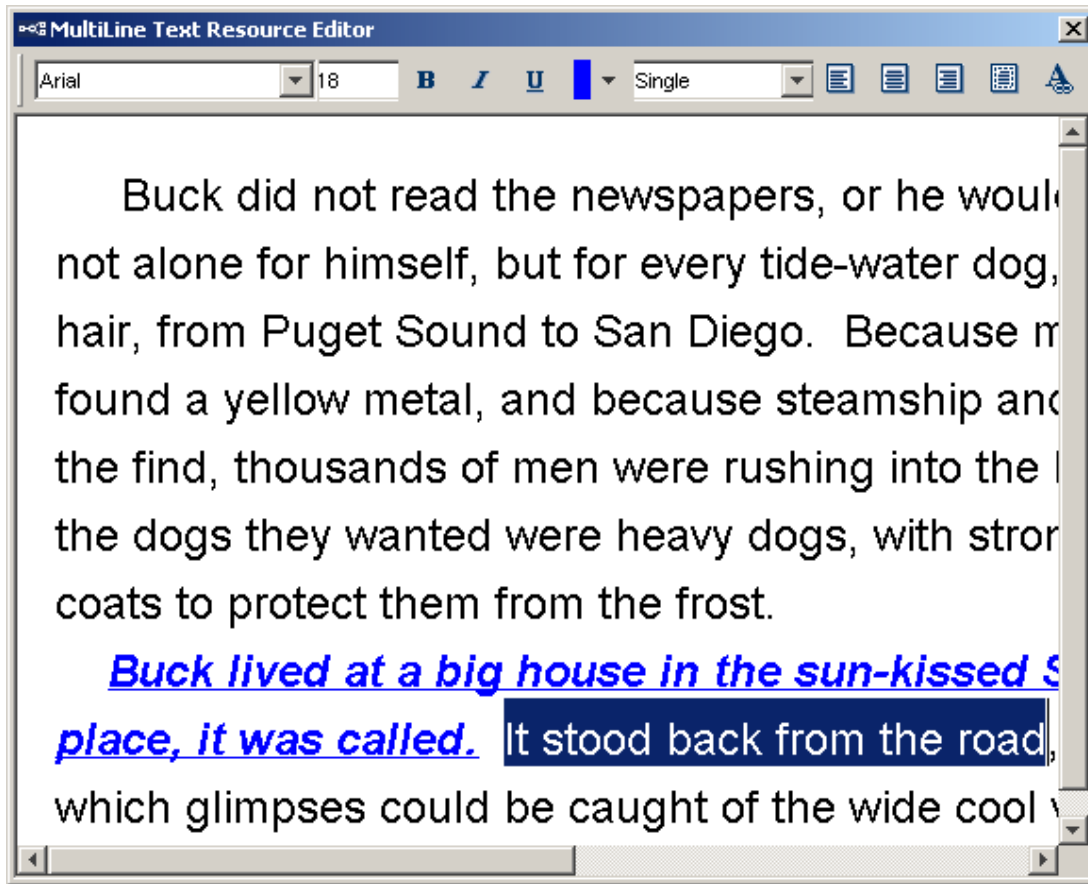 MultiLine Text Resource Editor
Arial 18 B I U Single A
Buck did not read the newspapers, or he would
not alone for himself, but for every tide-water dog,
hair, from Puget Sound to San Diego.  Because m
found a yellow metal, and because steamship and
the find, thousands of men were rushing into the
the dogs they wanted were heavy dogs, with stron
coats to protect them from the frost.
Buck lived at a big house in the sun-kissed S
place, it was called.  It stood back from the road,
which glimpses could be caught of the wide cool v